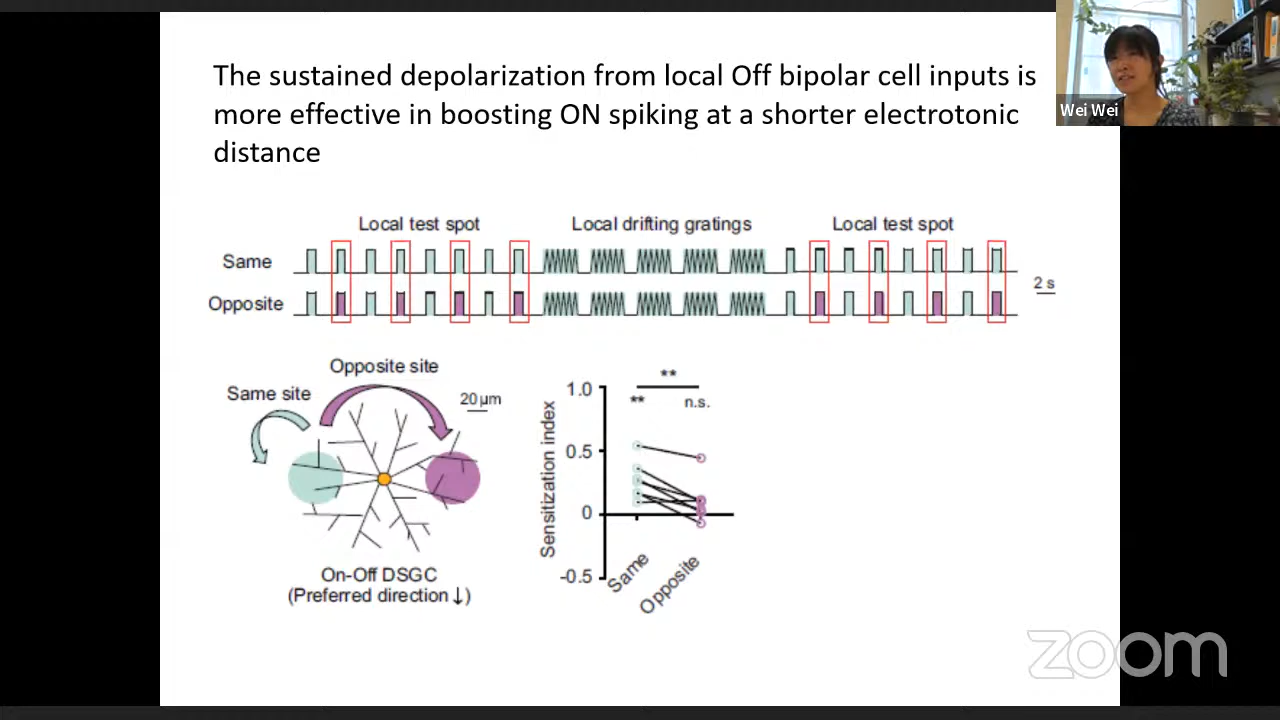 The sustained depolarization from local Off bipolar cell inputs is
more effective in boosting ON spiking at a shorter electrotonic
distance
Wei Wei
Local test spot
Local drifting gratings
Local test spot
Same
Opposite
2 s
Opposite site
Same site
20 µm
On-Off DSGC
(Preferred direction ↓)
Sensitization index
1.0
0.5
0
-0.5
**
**
n.s.
Same
Opposite
zoom